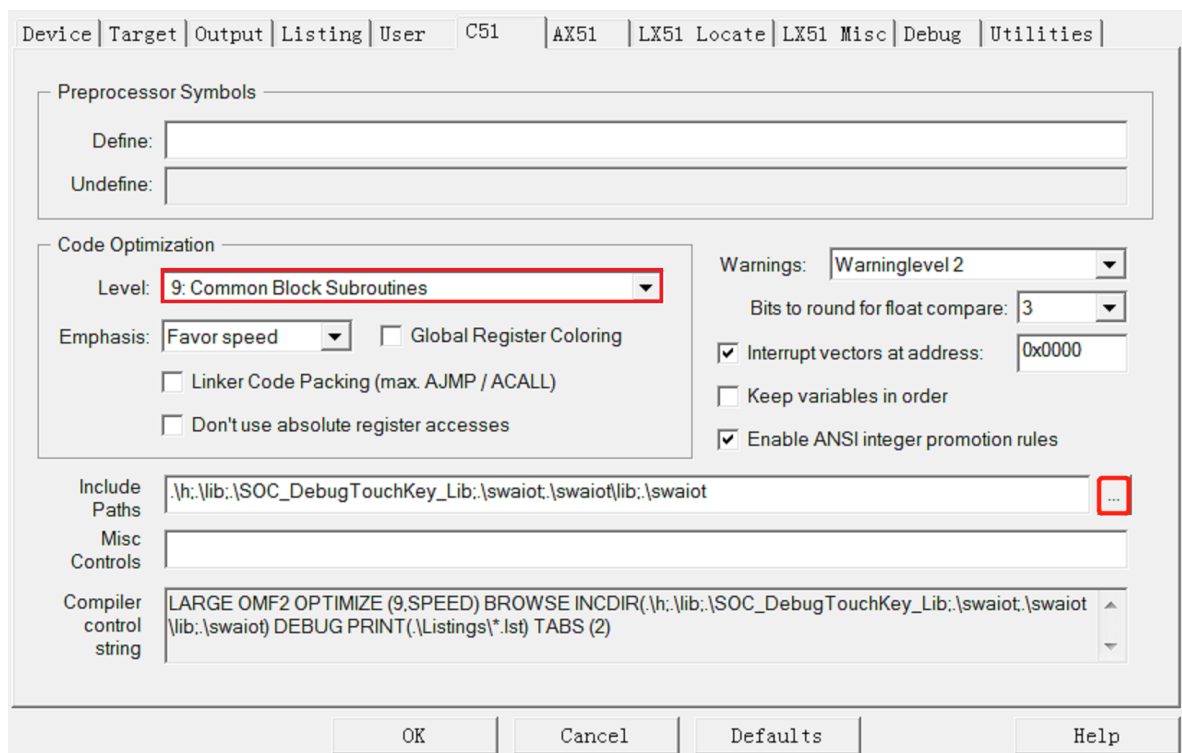 Device Target Output Listing User C51 AX51 LX51 Locate LX51 Misc Debug Utilities
Preprocessor Symbols
Define:
Undefine:
Code Optimization
Level: 9: Common Block Subroutines
Emphasis: Favor speed Global Register Coloring
Linker Code Packing (max. AJMP / ACALL)
Don't use absolute register accesses
Warnings: Warninglevel 2
Bits to round for float compare: 3
Interrupt vectors at address: 0x0000
Keep variables in order
Enable ANSI integer promotion rules
Include
Paths
.\h;.\lib;.\SOC_DebugTouchKey_Lib;.\swaiot;.\swaiot\lib;.\swaiot
...
Misc
Controls
Compiler
control
string
LARGE OMF2 OPTIMIZE (9,SPEED) BROWSE INCDIR(.\h;.\lib;.\SOC_DebugTouchKey_Lib;.\swaiot;.\swaiot
\lib;.\swaiot) DEBUG PRINT(.\Listings\*.lst) TABS (2)
OK Cancel Defaults Help